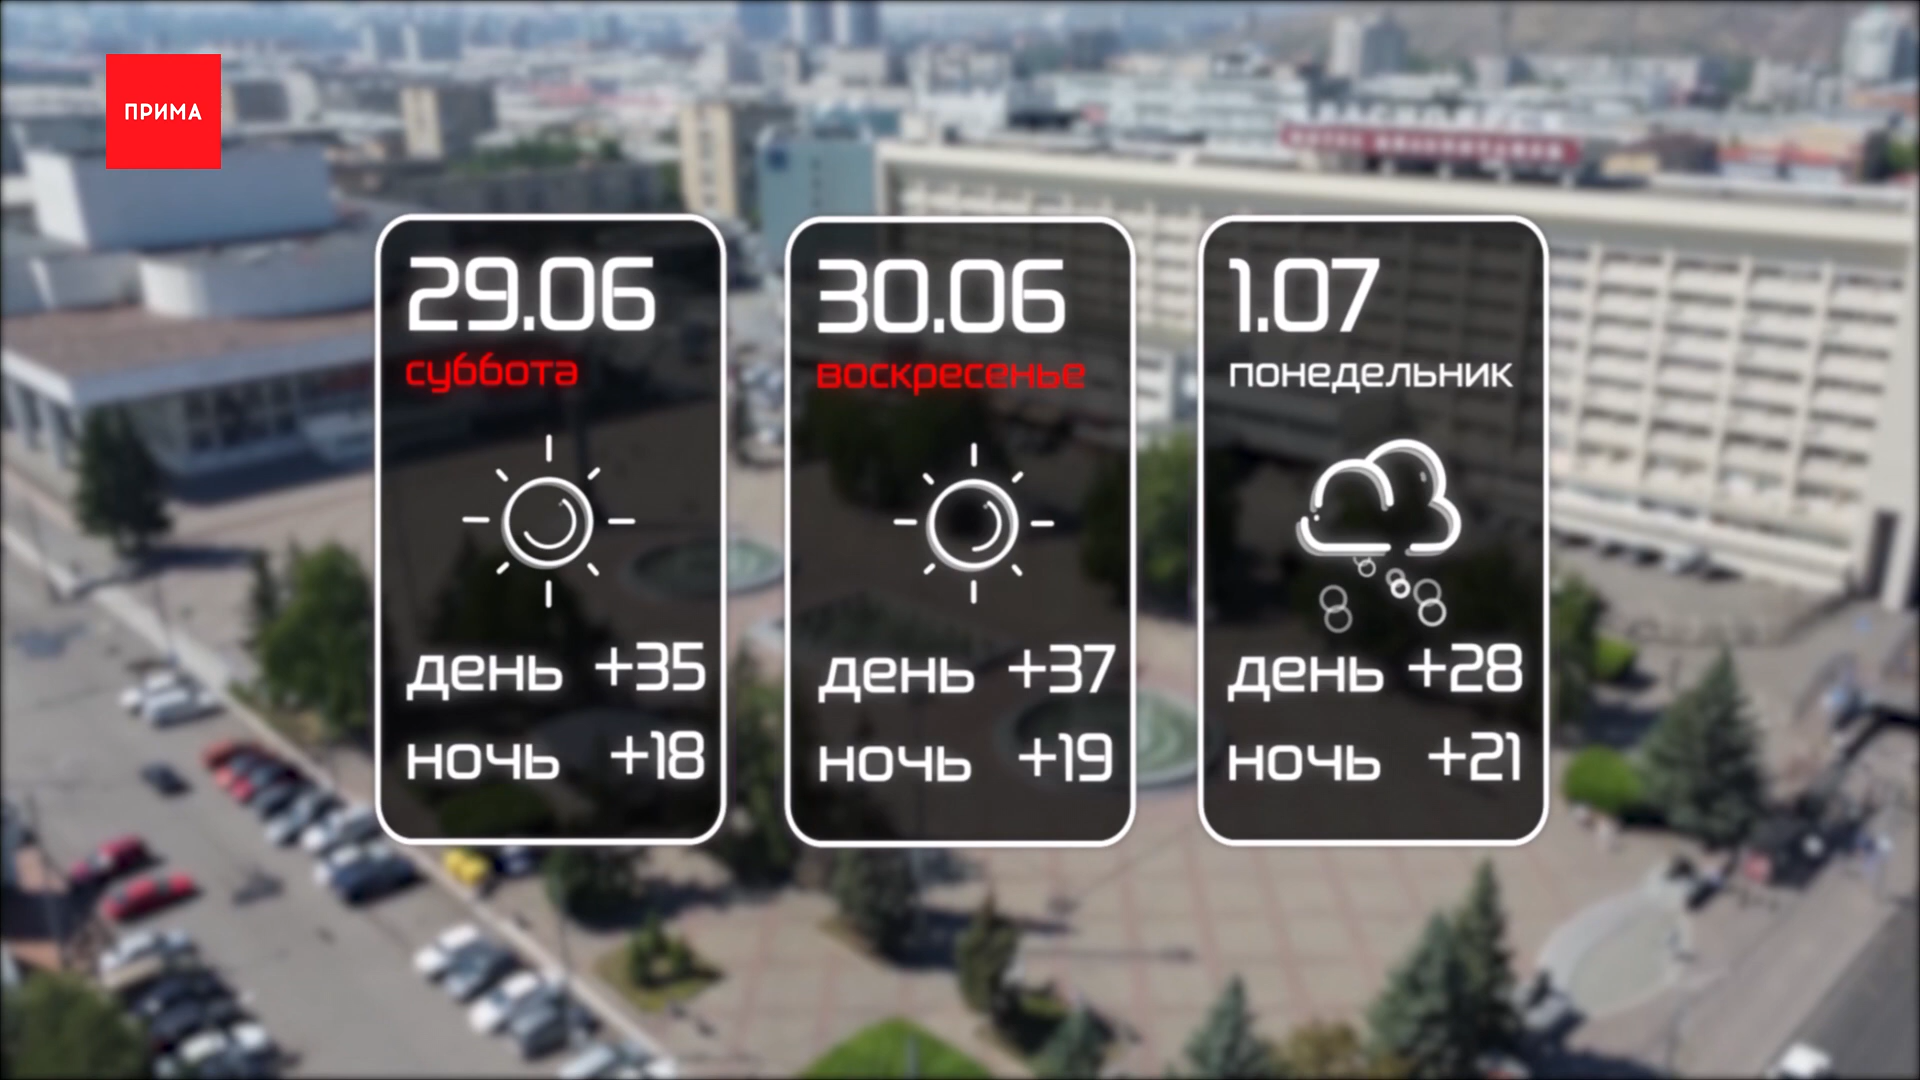 ПРИМА
29.06
суббота
день +35
ночь +18
30.06
воскресенье
день +37
ночь +19
1.07
понедельник
день +28
ночь +21